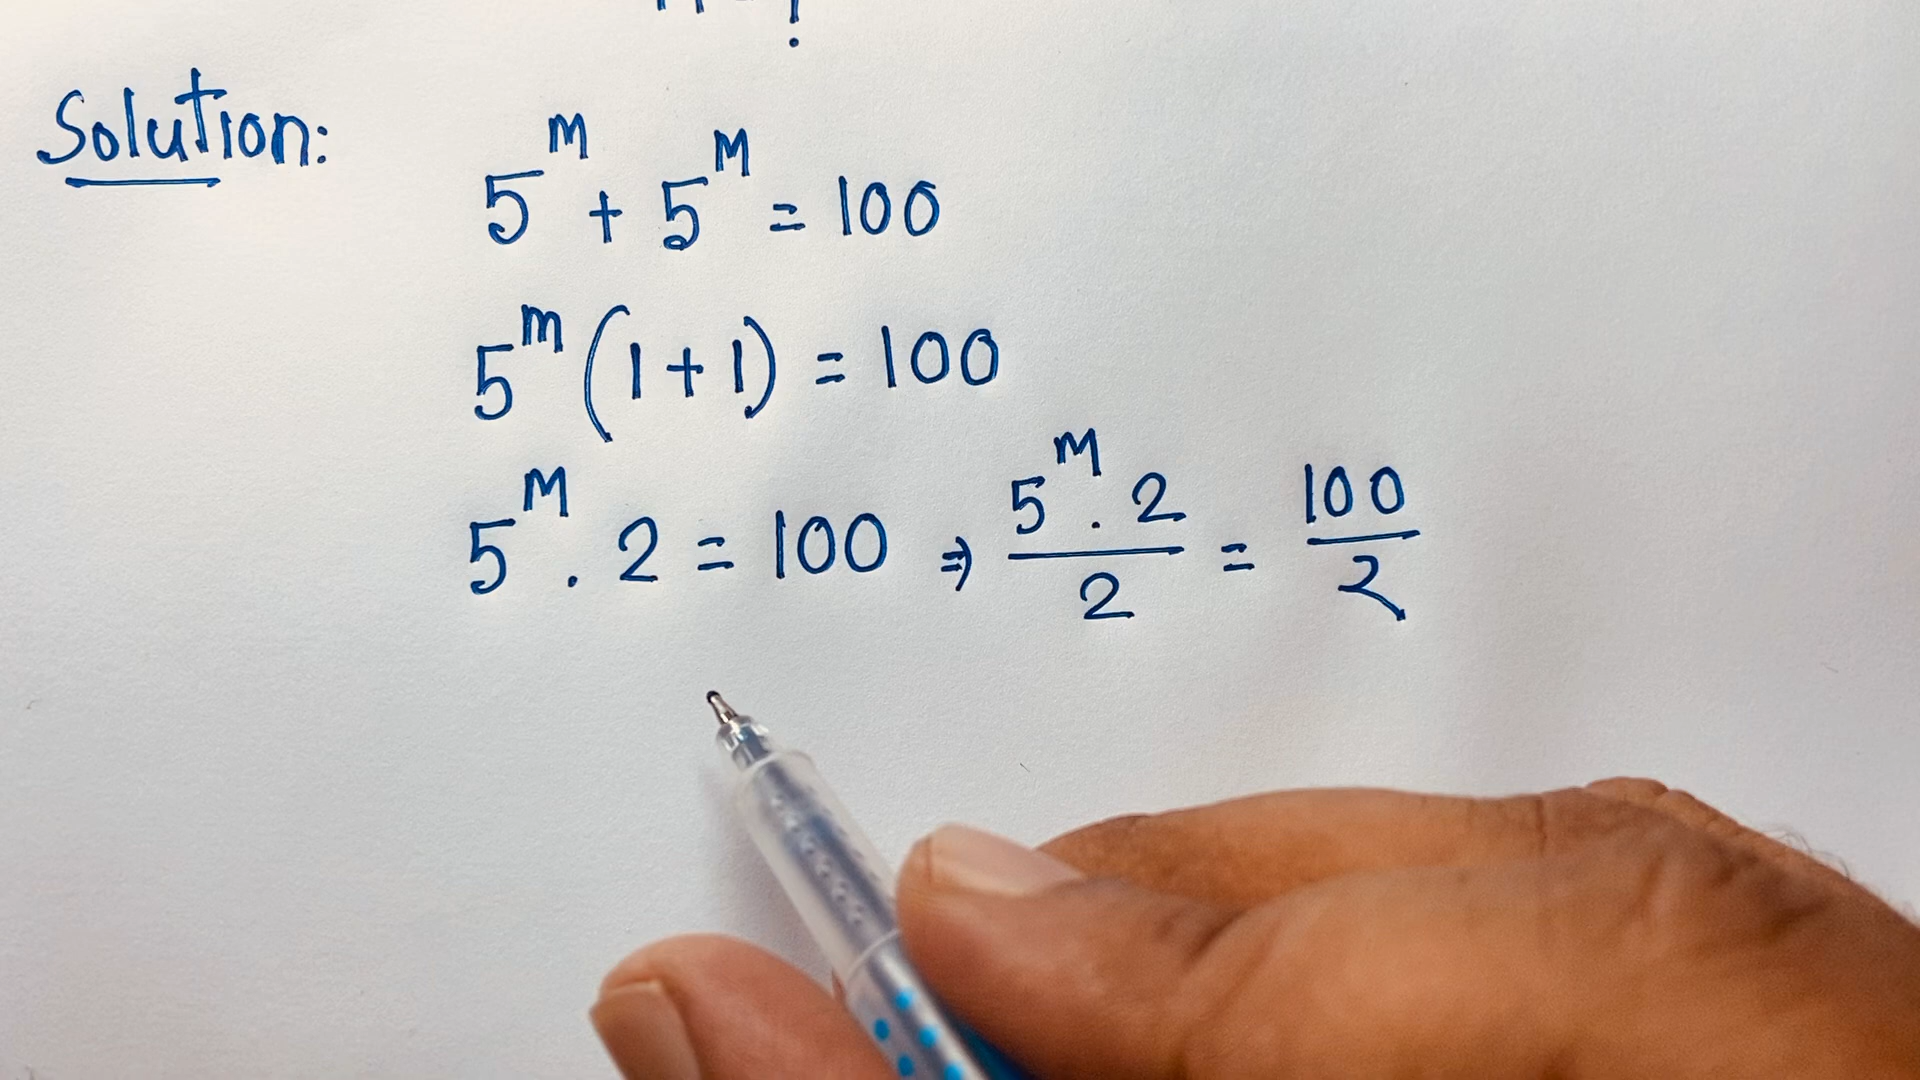 Solution:
5^m + 5^m = 100
5^m (1+1) = 100
5^m . 2 = 100 ⇒ (5^m . 2)/2 = 100/2